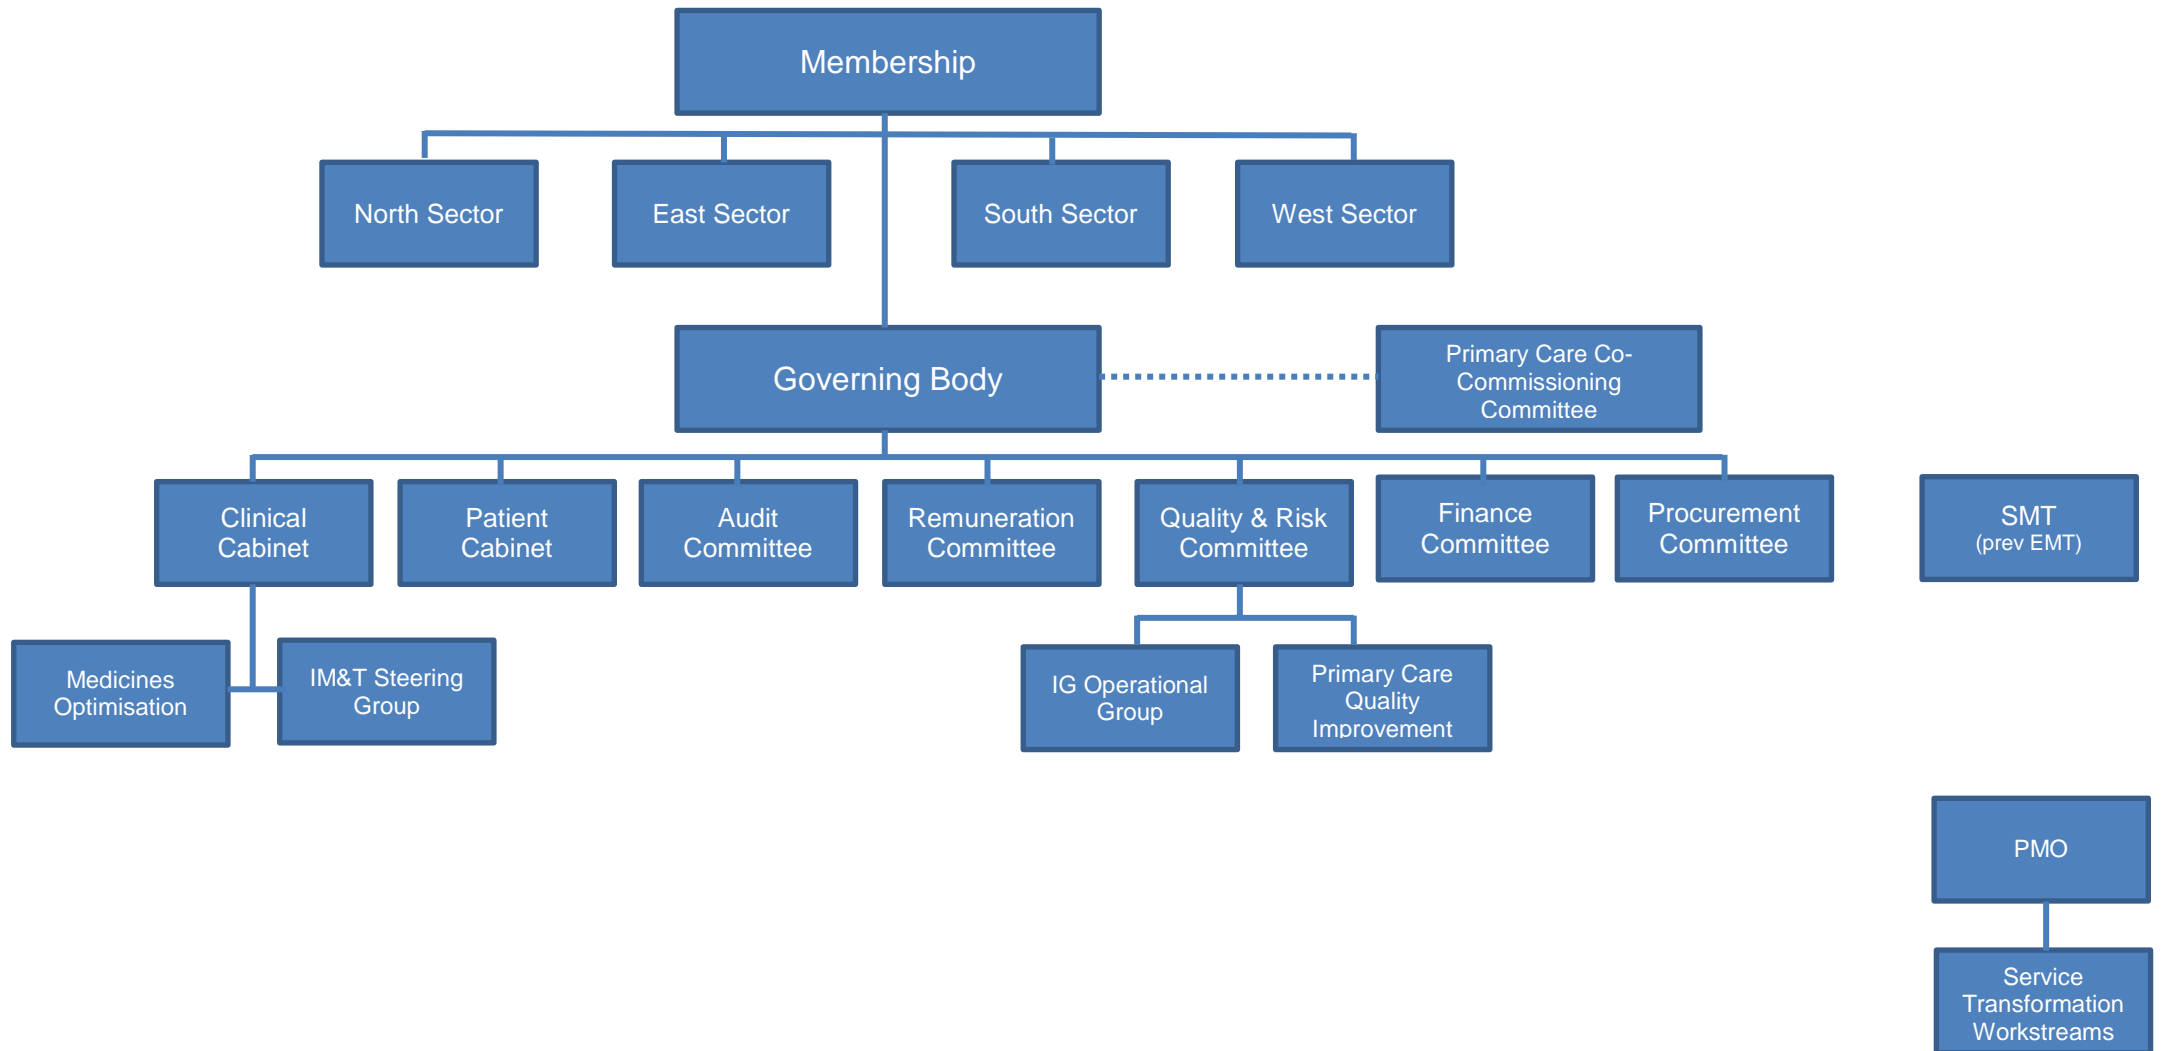 Membership
North Sector
East Sector
South Sector
West Sector
Governing Body
Primary Care Co-
Commissioning
Committee
Clinical
Cabinet
Patient
Cabinet
Audit
Committee
Remuneration
Committee
Quality & Risk
Committee
Finance
Committee
Procurement
Committee
SMT
(prev EMT)
Medicines
Optimisation
IM&T Steering
Group
IG Operational
Group
Primary Care
Quality
Improvement
PMO
Service
Transformation
Workstreams